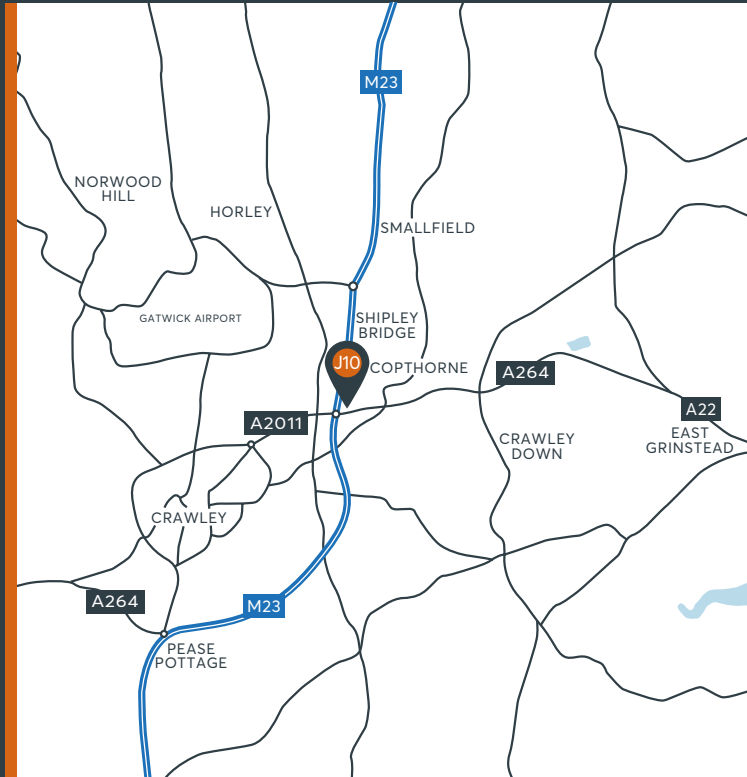 M23
NORWOOD
HILL
HORLEY
SMALLFIELD
GATWICK AIRPORT
SHIPLEY
BRIDGE
J10
COPTHORNE
A264
A22
A2011
EAST
GRINSTEAD
CRAWLEY
DOWN
CRAWLEY
A264
M23
PEASE
POTTAGE